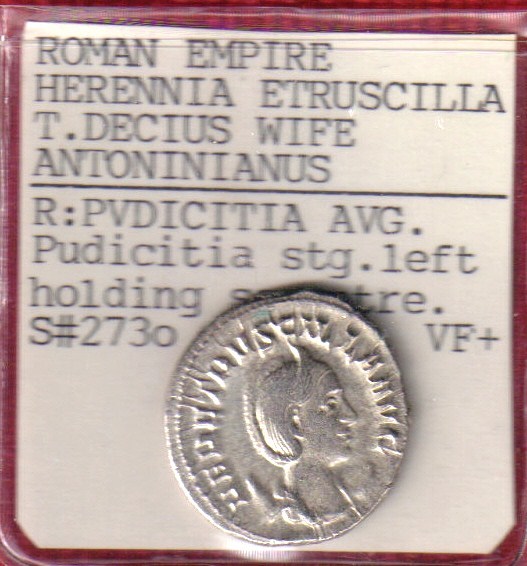 ROMAN EMPIRE
HERENNIA ETRUSCILLA
T.DECIUS WIFE
ANTONINIANUS
R:PVDICITIA AVG.
Pudicitia stg.left
holding
S#273o VF+